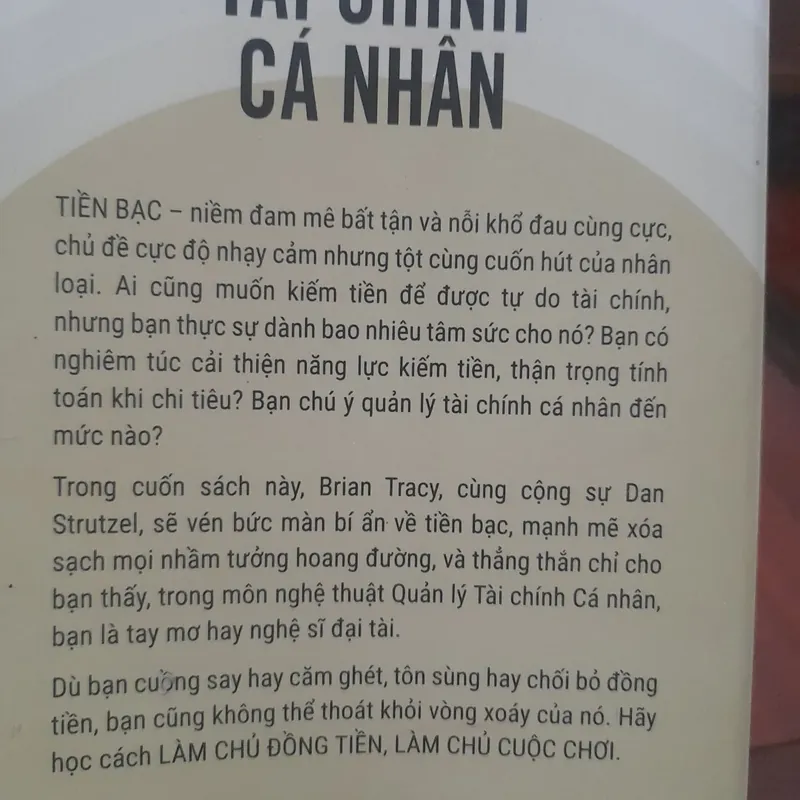 TÀI CHÍNH
CÁ NHÂN
TIỀN BẠC – niềm đam mê bất tận và nỗi khổ đau cùng cực,
chủ đề cực độ nhạy cảm nhưng tột cùng cuốn hút của nhân
loại. Ai cũng muốn kiếm tiền để được tự do tài chính,
nhưng bạn thực sự dành bao nhiêu tâm sức cho nó? Bạn có
nghiêm túc cải thiện năng lực kiếm tiền, thận trọng tính
toán khi chi tiêu? Bạn chú ý quản lý tài chính cá nhân đến
mức nào?
Trong cuốn sách này, Brian Tracy, cùng cộng sự Dan
Strutzel, sẽ vén bức màn bí ẩn về tiền bạc, mạnh mẽ xóa
sạch mọi nhầm tưởng hoang đường, và thẳng thắn chỉ cho
bạn thấy, trong môn nghệ thuật Quản lý Tài chính Cá nhân,
bạn là tay mơ hay nghệ sĩ đại tài.
Dù bạn cuồng say hay căm ghét, tôn sùng hay chối bỏ đồng
tiền, bạn cũng không thể thoát khỏi vòng xoáy của nó. Hãy
học cách LÀM CHỦ ĐỒNG TIỀN, LÀM CHỦ CUỘC CHƠI.